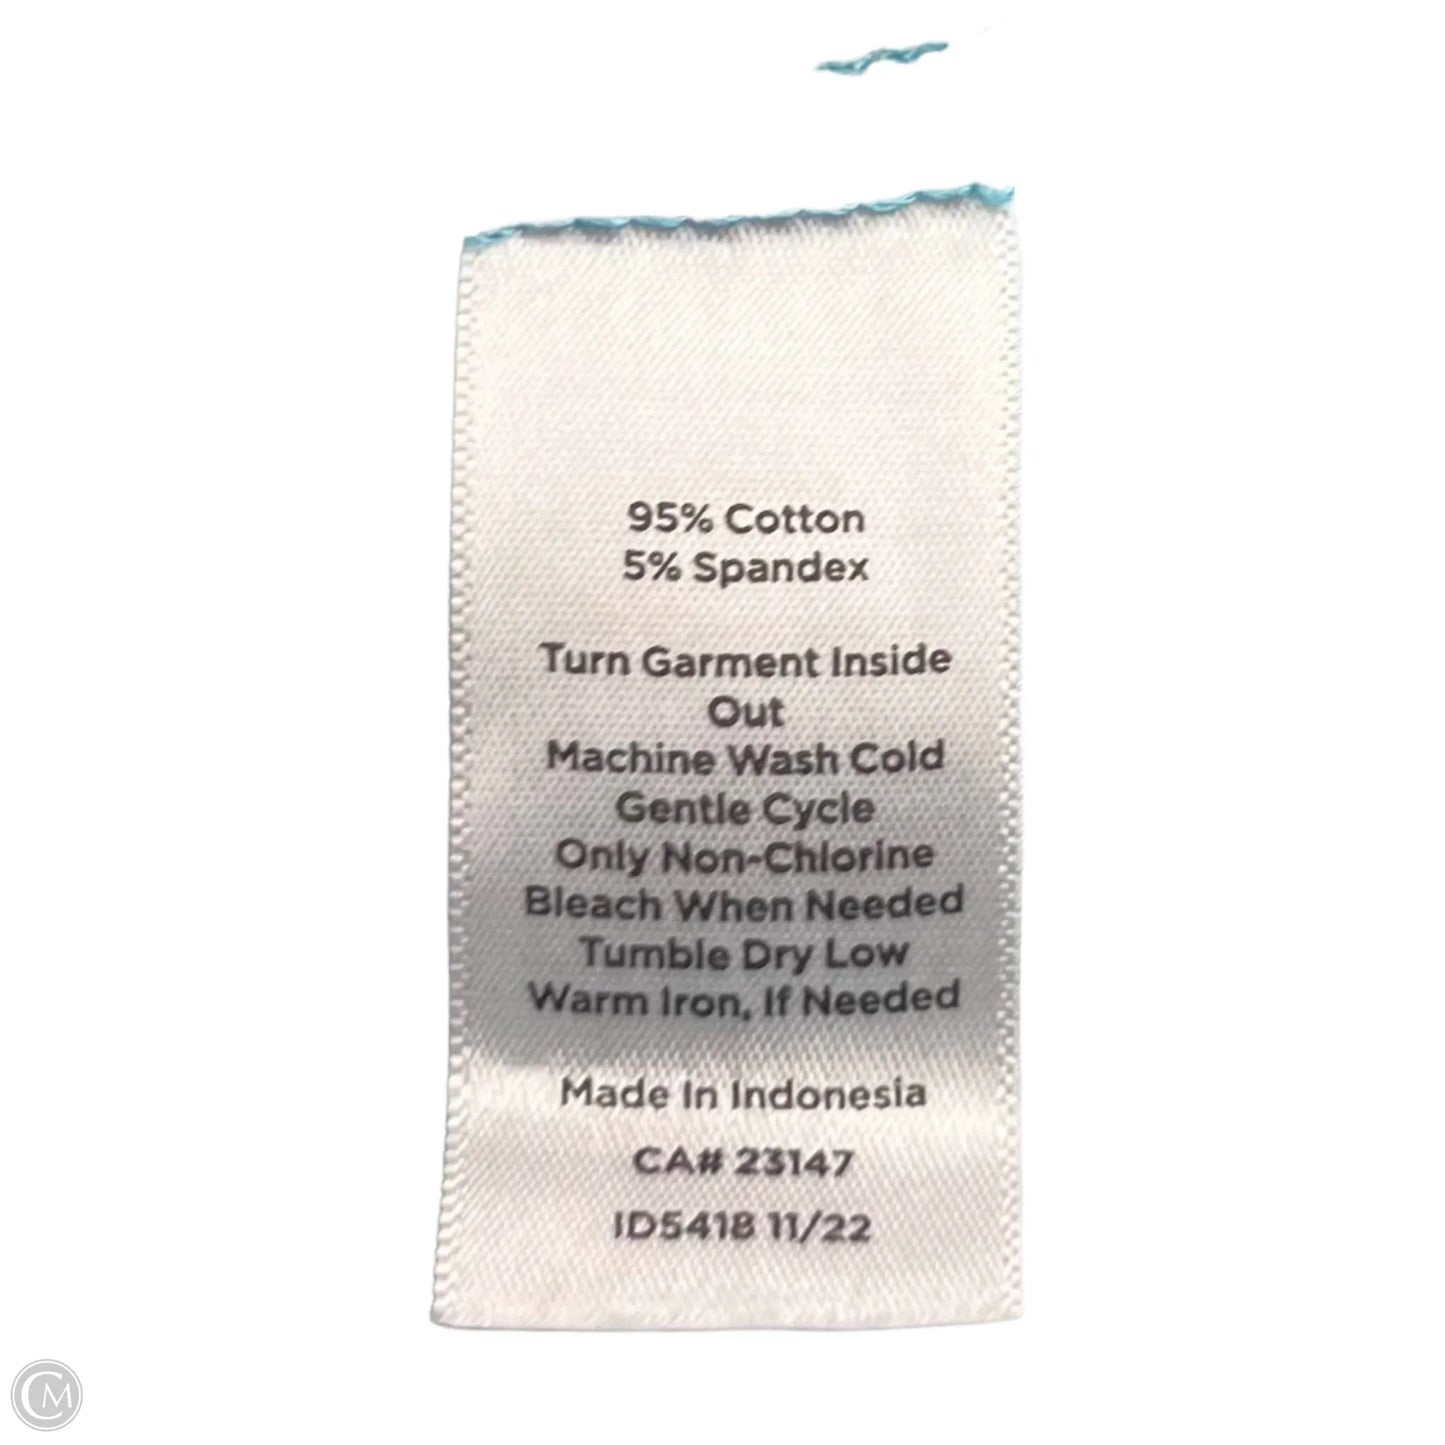 95% Cotton
5% Spandex
Turn Garment Inside
Out
Machine Wash Cold
Gentle Cycle
Only Non-Chlorine
Bleach When Needed
Tumble Dry Low
Warm Iron, If Needed
Made In Indonesia
CA# 23147
ID5418 11/22
CM